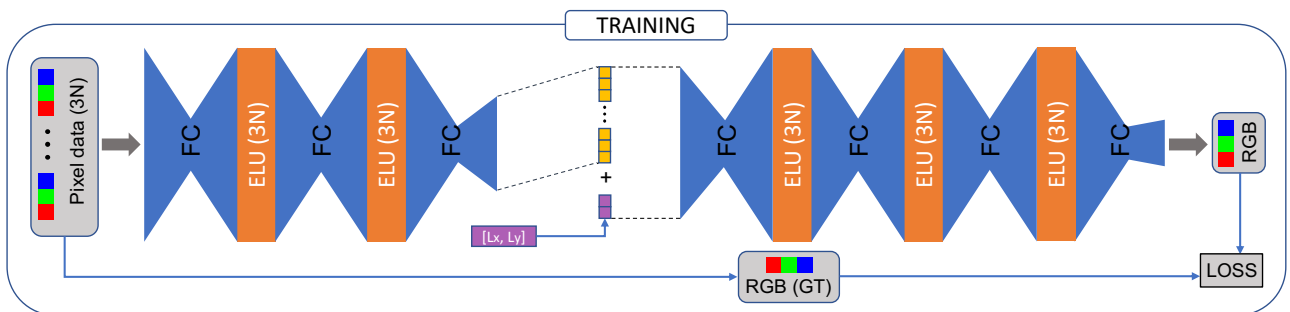 TRAINING
Pixel data (3N)
FC
ELU (3N)
FC
ELU (3N)
FC
+
[Lx, Ly]
FC
ELU (3N)
FC
ELU (3N)
FC
ELU (3N)
FC
RGB
RGB (GT)
LOSS